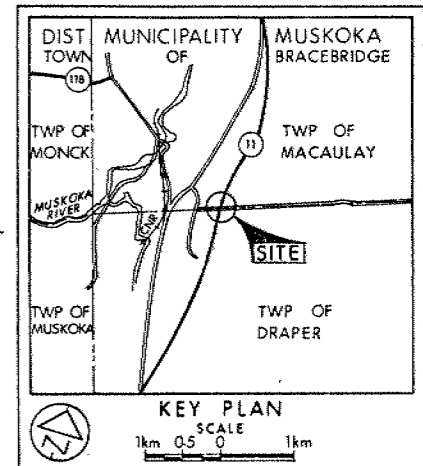 DIST MUNICIPALITY MUSKOKA
TOWN OF BRACEBRIDGE
118
TWP OF
MONCK
11
TWP OF
MACAULAY
MUSKOKA
RIVER
CNR
SITE
TWP OF
MUSKOKA
TWP OF
DRAPER
N
KEY PLAN
SCALE
1km 0·5 0 1km